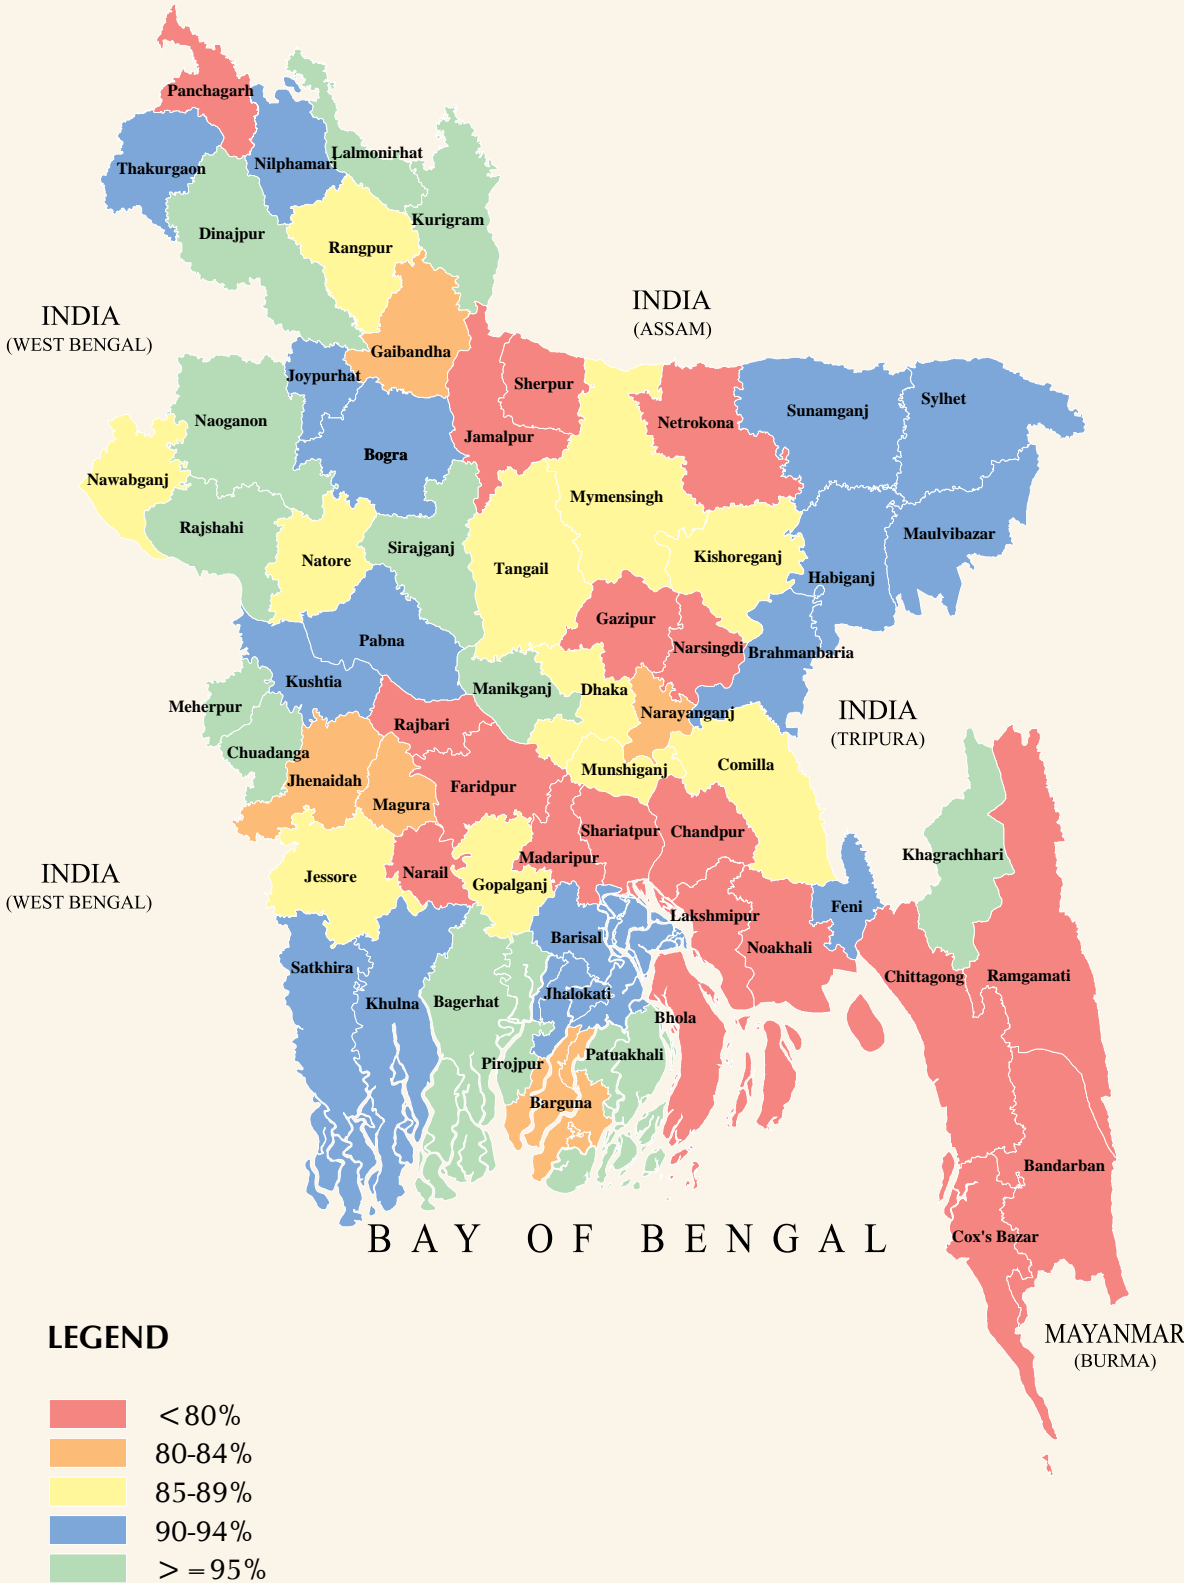 Panchagarh
Thakurgaon
Nilphamari
Lalmonirhat
Dinajpur
Rangpur
Kurigram
INDIA
(WEST BENGAL)
INDIA
(ASSAM)
Gaibandha
Joypurhat
Sherpur
Naoganon
Jamalpur
Netrokona
Sunamganj
Sylhet
Bogra
Nawabganj
Mymensingh
Rajshahi
Natore
Sirajganj
Tangail
Kishoreganj
Habiganj
Maulvibazar
Gazipur
Pabna
Narsingdi
Brahmanbaria
Kushtia
Manikganj
Dhaka
Meherpur
Narayanganj
INDIA
(TRIPURA)
Rajbari
Chuadanga
Jhenaidah
Munshiganj
Comilla
Faridpur
Magura
Shariatpur
Chandpur
Madaripur
Khagrachhari
INDIA
(WEST BENGAL)
Jessore
Narail
Gopalganj
Lakshmipur
Feni
Barisal
Noakhali
Satkhira
Khulna
Bagerhat
Jhalokati
Chittagong
Ramgamati
Bhola
Pirojpur
Patuakhali
Barguna
Bandarban
Cox's Bazar
BAY OF BENGAL
MAYANMAR
(BURMA)
LEGEND
<80%
80-84%
85-89%
90-94%
>=95%